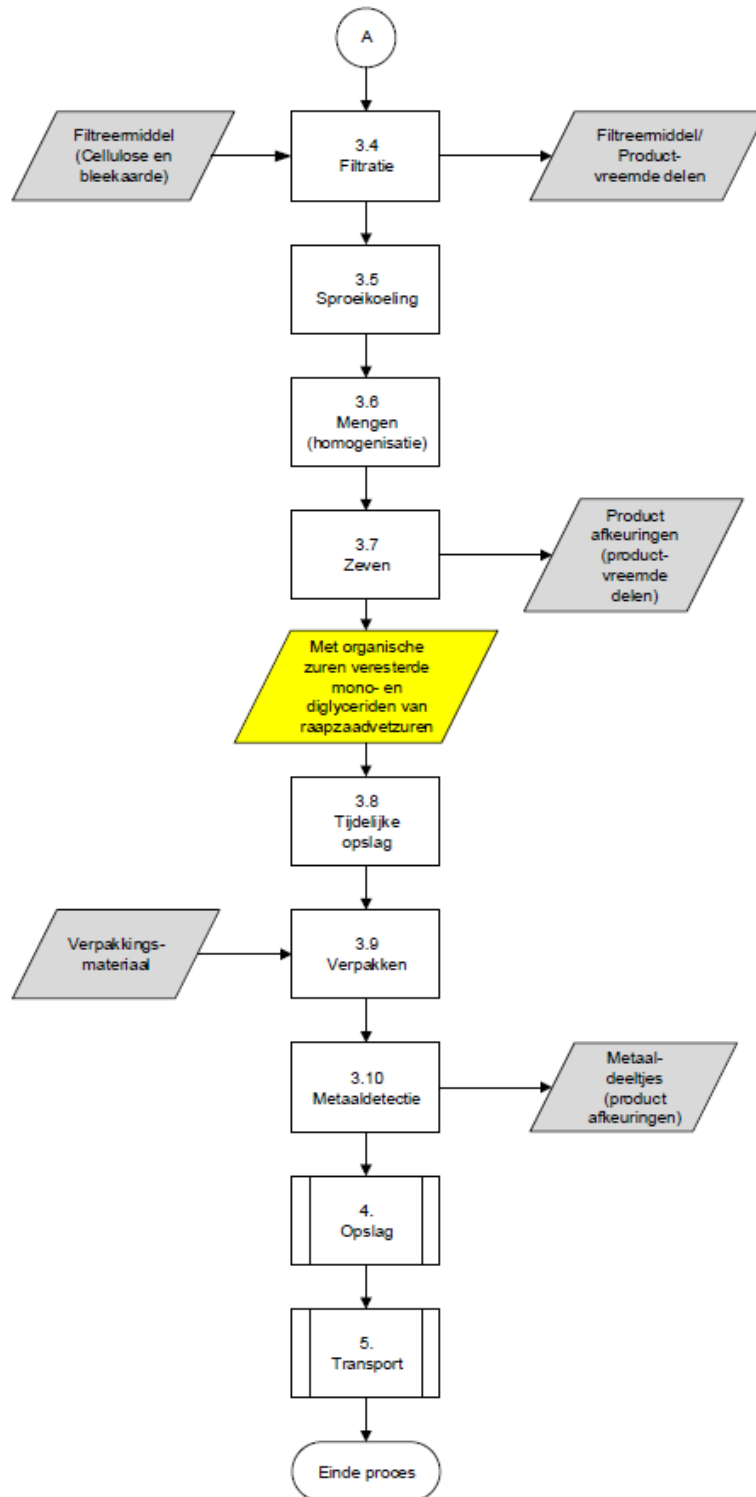 A
Filtreermiddel
(Cellulose en
bleekaarde)
3.4
Filtratie
Filtreermiddel/
Product-
vreemde delen
3.5
Sproeikoeling
3.6
Mengen
(homogenisatie)
3.7
Zeven
Product
afkeuringen
(product-
vreemde
delen)
Met organische
zuren veresterde
mono- en
diglyceriden van
raapzaadvetzuren
3.8
Tijdelijke
opslag
Verpakkings-
materiaal
3.9
Verpakken
3.10
Metaaldetectie
Metaal-
deeltjes
(product
afkeuringen)
4.
Opslag
5.
Transport
Einde proces